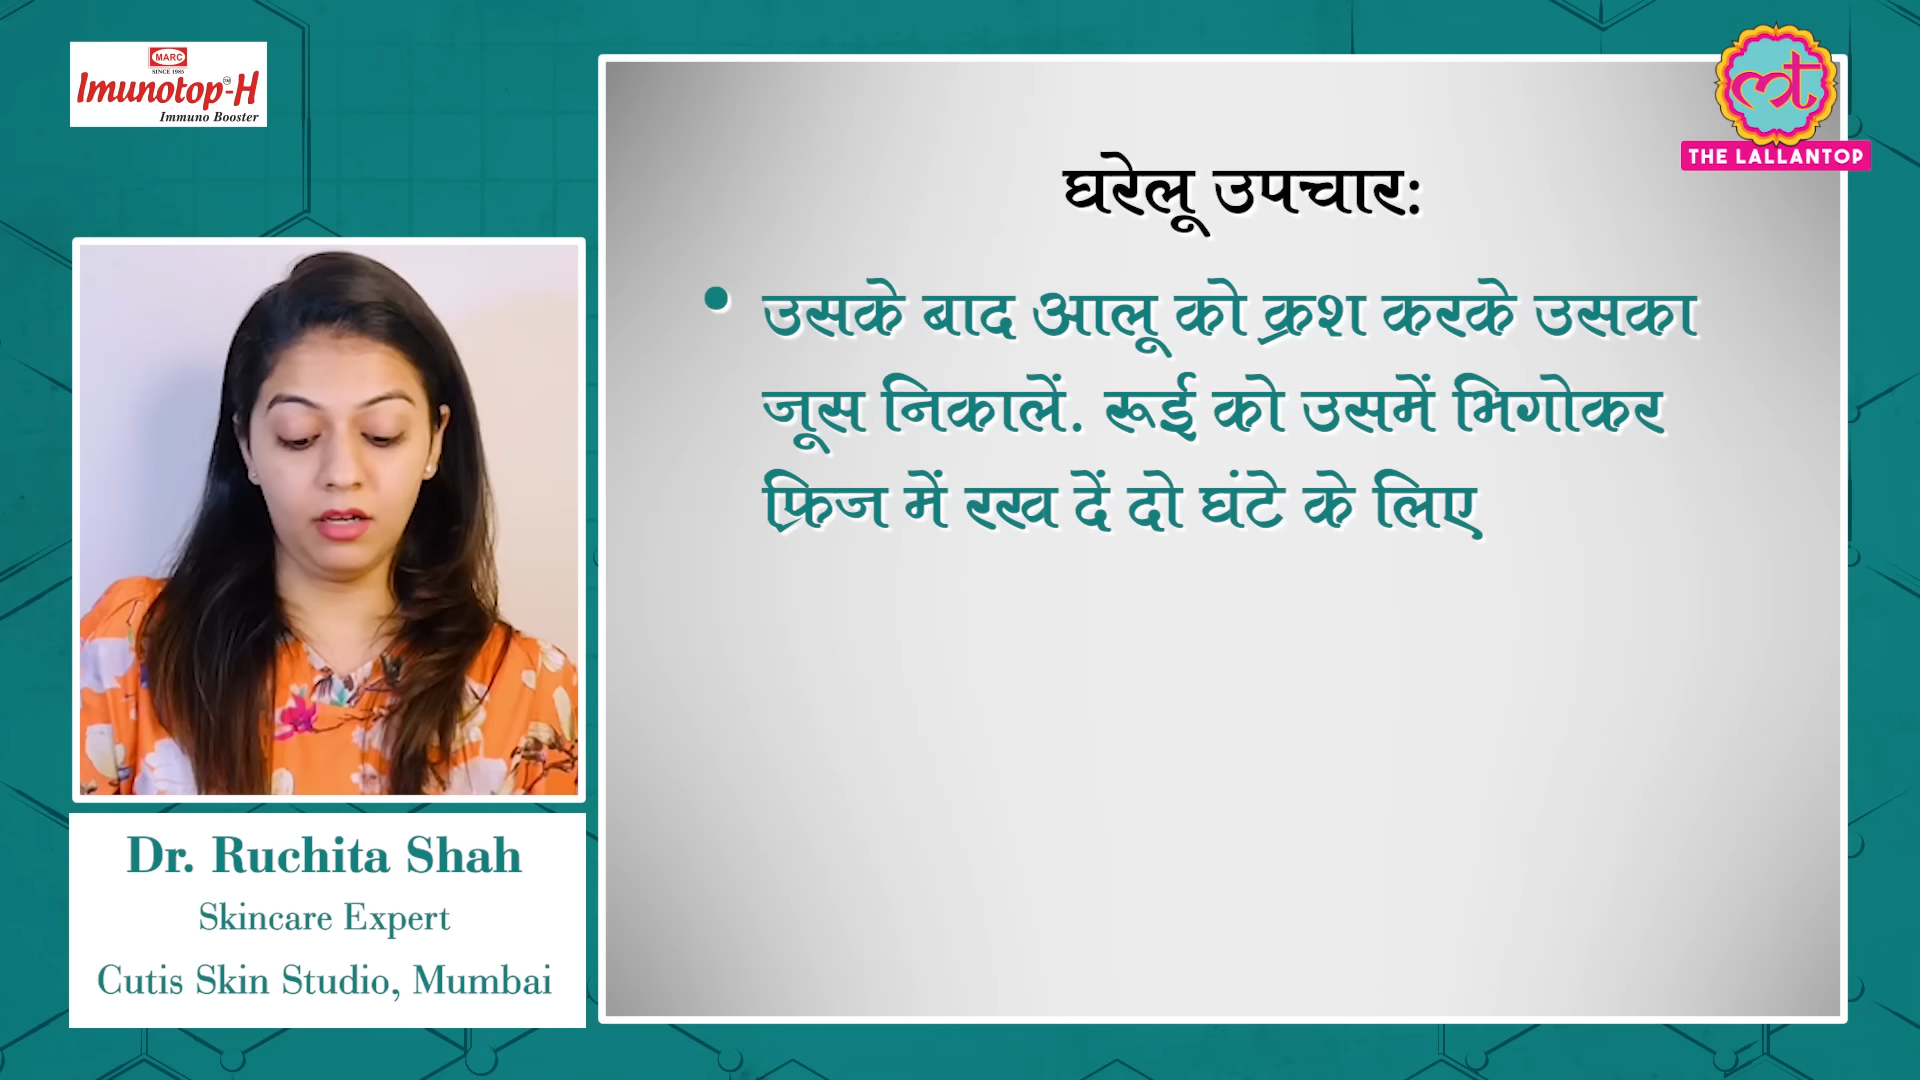 MARC
SINCE 1985
Imunotop-H
Immuno Booster
THE LALLANTOP
घरेलू उपचार:
• उसके बाद आलू को क्रश करके उसका
जूस निकालें. रूई को उसमें भिगोकर
फ्रिज में रख दें दो घंटे के लिए
Dr. Ruchita Shah
Skincare Expert
Cutis Skin Studio, Mumbai